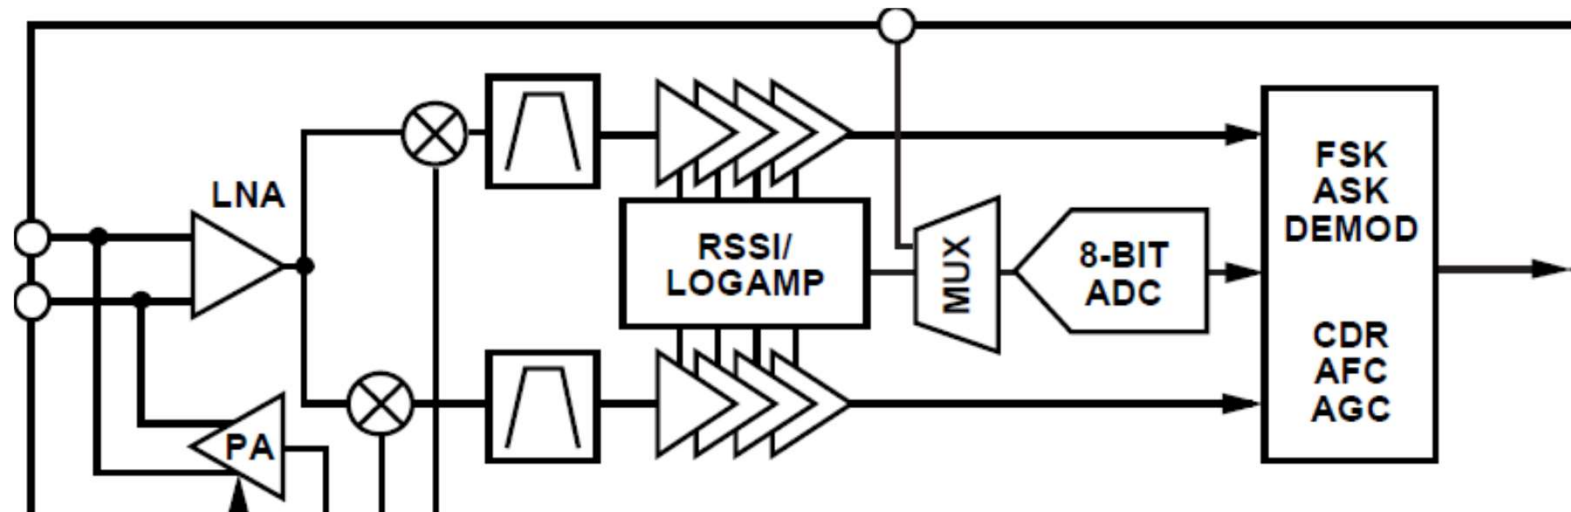 LNA
PA
RSSI/
LOGAMP
MUX
8-BIT
ADC
FSK
ASK
DEMOD
CDR
AFC
AGC